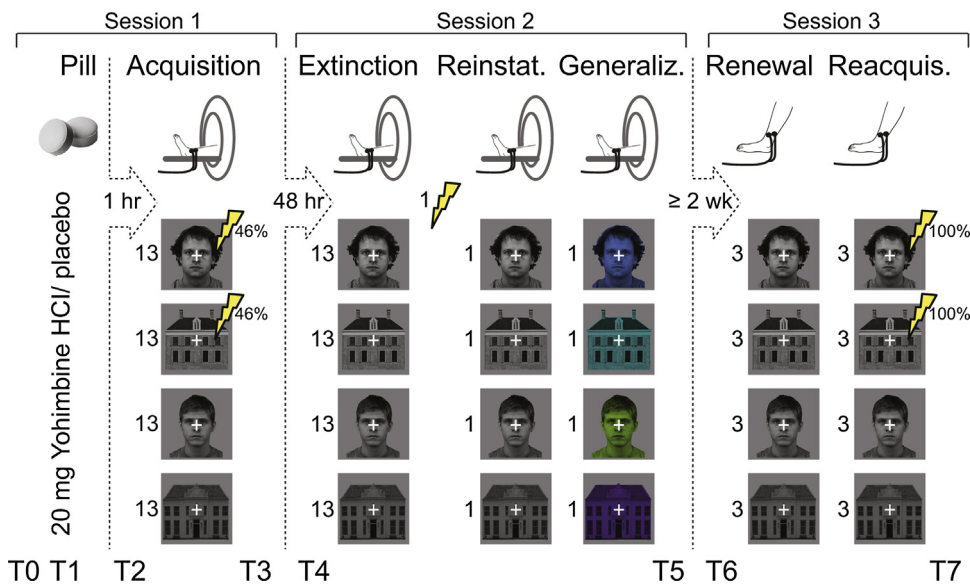 Session 1 Session 2 Session 3
Pill Acquisition Extinction Reinstat. Generaliz. Renewal Reacquis.
20 mg Yohimbine HCl/ placebo
1 hr 48 hr 1 ≥ 2 wk
46% 100%
13 13 1 1 3 3
46% 100%
13 13 1 1 3 3
13 13 1 1 3 3
13 13 1 1 3 3
T0 T1 T2 T3 T4 T5 T6 T7